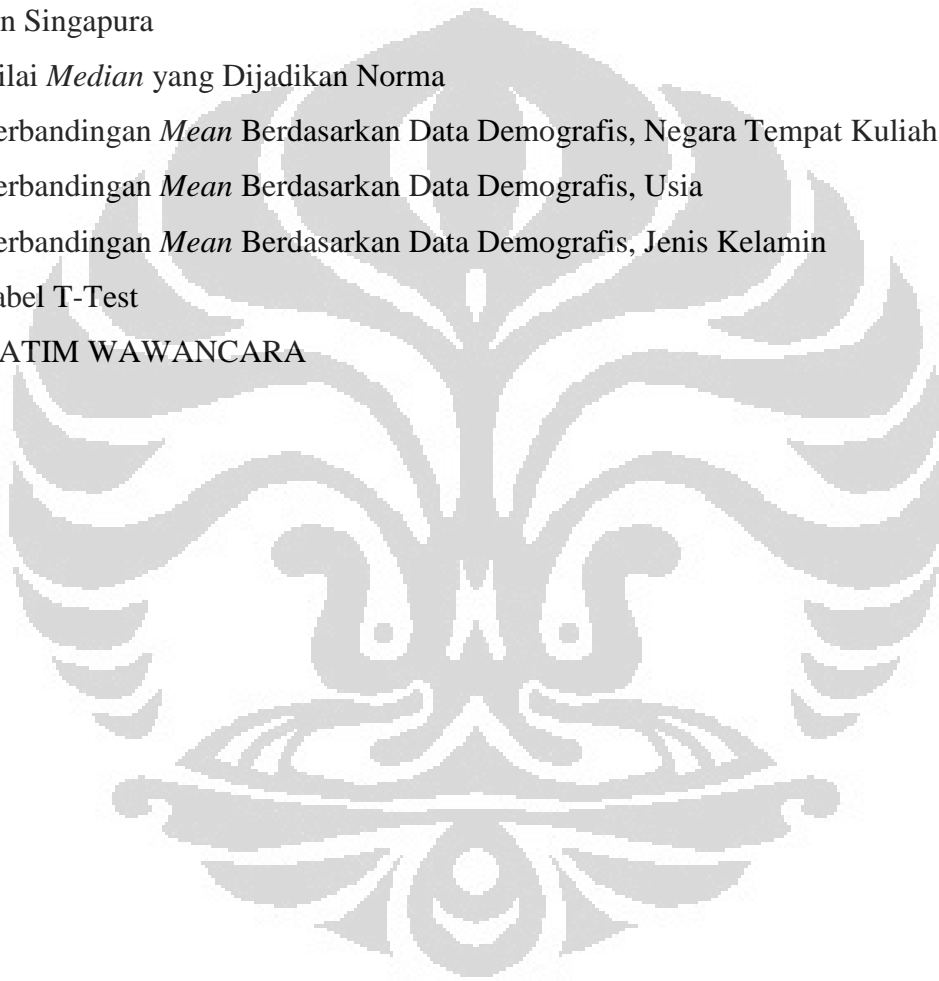 n Singapura
ilai Median yang Dijadikan Norma
erbandingan Mean Berdasarkan Data Demografis, Negara Tempat Kuliah
erbandingan Mean Berdasarkan Data Demografis, Usia
erbandingan Mean Berdasarkan Data Demografis, Jenis Kelamin
abel T-Test
ATIM WAWANCARA